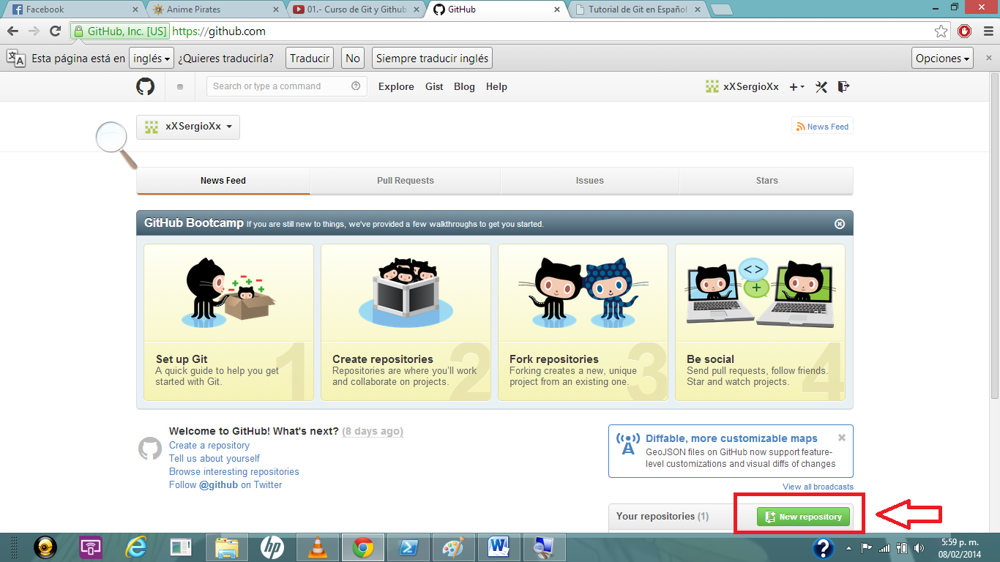 Facebook
Anime Pirates
01.- Curso de Git y Github
GitHub
Tutorial de Git en Español
GitHub, Inc. [US] https://github.com
Esta página está en inglés ¿Quieres traducirla? Traducir No Siempre traducir inglés Opciones
Search or type a command Explore Gist Blog Help xXSergioXx
xXSergioXx
News Feed
News Feed Pull Requests Issues Stars
GitHub Bootcamp If you are still new to things, we've provided a few walkthroughs to get you started.
1
Set up Git
A quick guide to help you get
started with Git.
2
Create repositories
Repositories are where you'll work
and collaborate on projects.
3
Fork repositories
Forking creates a new, unique
project from an existing one.
4
Be social
Send pull requests, follow friends.
Star and watch projects.
Welcome to GitHub! What's next? (8 days ago)
Create a repository
Tell us about yourself
Browse interesting repositories
Follow @github on Twitter
Diffable, more customizable maps
GeoJSON files on GitHub now support feature-
level customizations and visual diffs of changes
View all broadcasts
Your repositories (1) New repository
hp
5:59 p. m.
08/02/2014